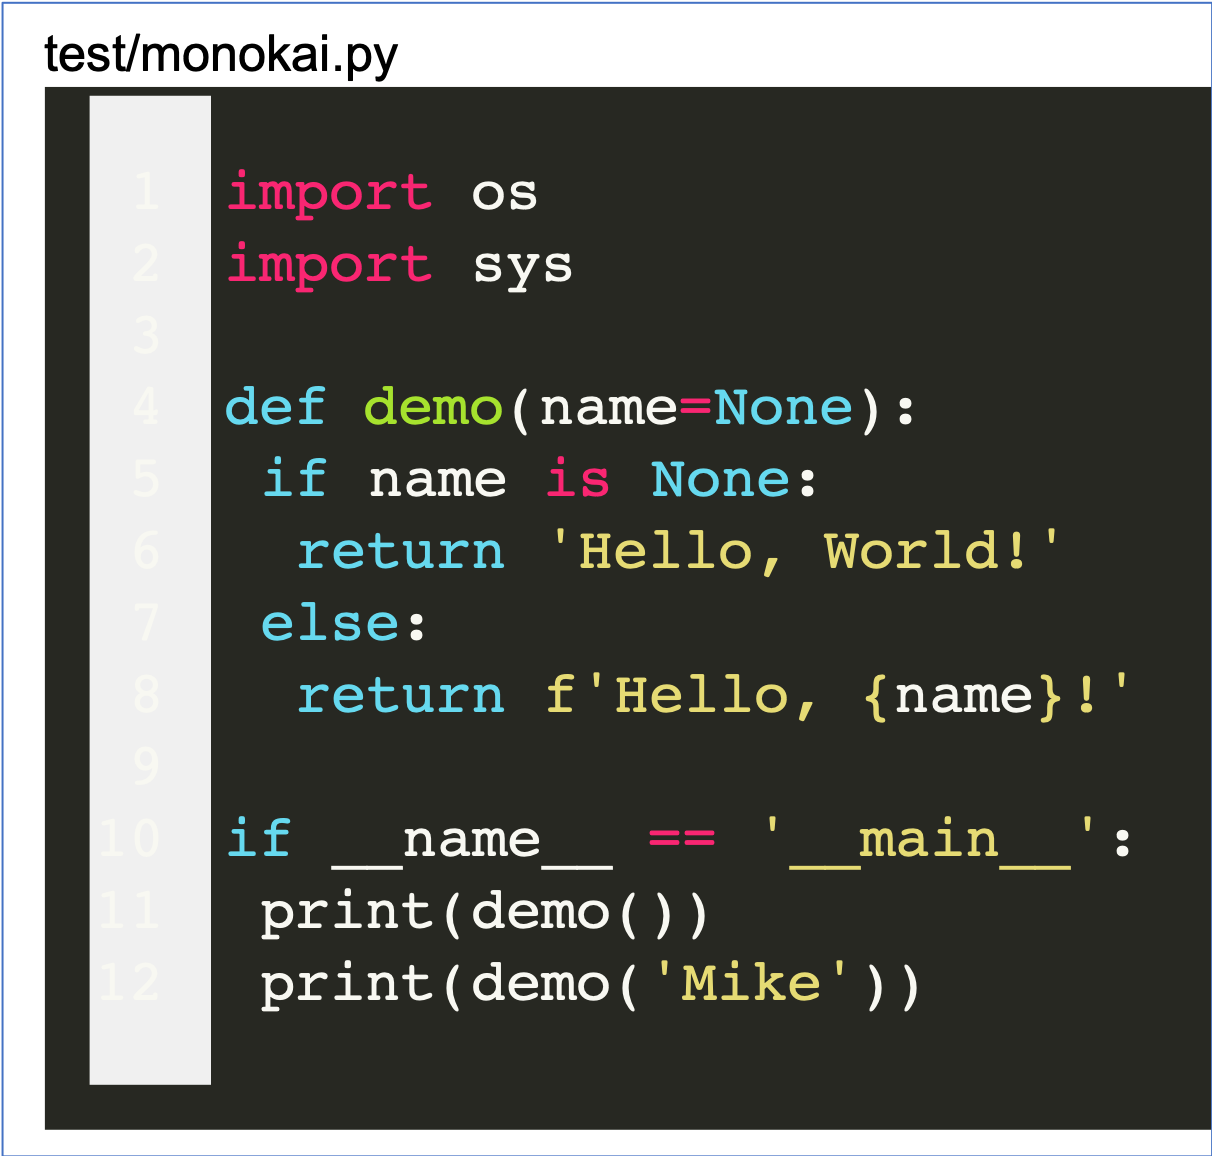 test/monokai.py
1 import os
2 import sys
3
4 def demo(name=None):
5  if name is None:
6   return 'Hello, World!'
7  else:
8   return f'Hello, {name}!'
9
10 if __name__ == '__main__':
11  print(demo())
12  print(demo('Mike'))